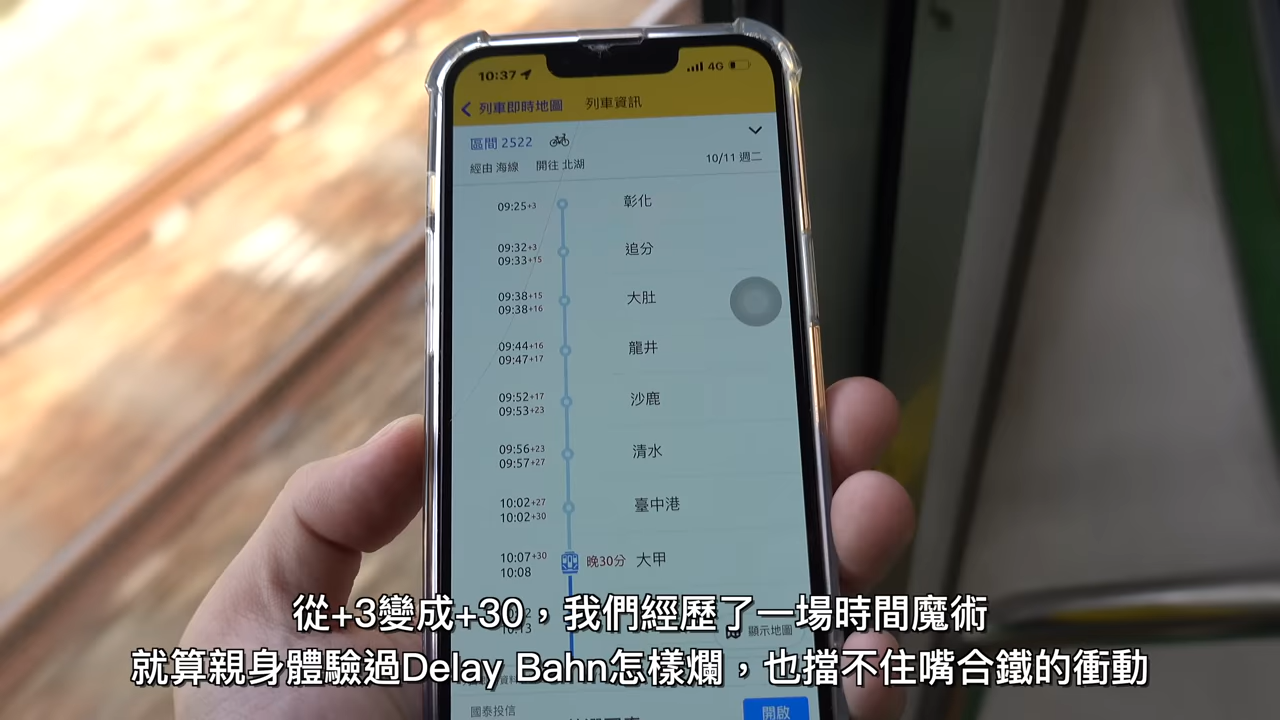 10:37
4G
列車即時地圖 列車資訊
區間 2522
經由 海線 開往 北湖 10/11 週二
09:25+3 彰化
09:32+3
09:33+15
追分
09:38+15
09:38+16
大肚
09:44+16
09:47+17
龍井
09:52+17
09:53+23
沙鹿
09:56+23
09:57+27
清水
10:02+27
10:02+30
臺中港
10:07+30
10:08
晚30分 大甲
10:13
顯示地圖
從+3變成+30，我們經歷了一場時間魔術
就算親身體驗過Delay Bahn怎樣爛，也擋不住嘴台鐵的衝動
國泰投信
開啟